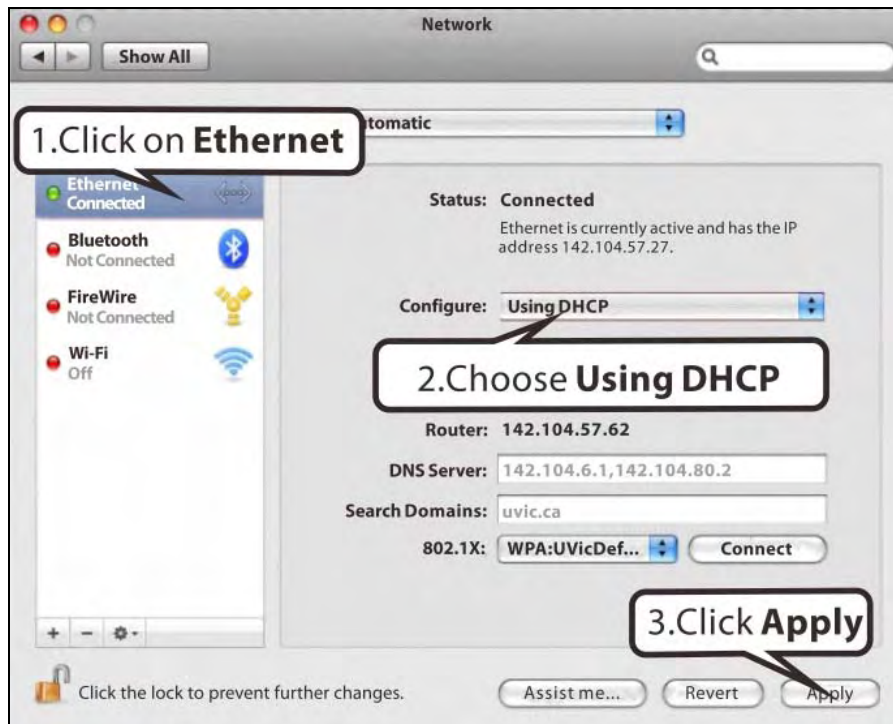 Network
Show All
1.Click on Ethernet
tomatic
Ethernet
Connected
Status: Connected
Ethernet is currently active and has the IP
address 142.104.57.27.
Bluetooth
Not Connected
FireWire
Not Connected
Configure: Using DHCP
Wi-Fi
Off
2.Choose Using DHCP
Router: 142.104.57.62
DNS Server: 142.104.6.1,142.104.80.2
Search Domains: uvic.ca
802.1X: WPA:UVicDef... Connect
3.Click Apply
Click the lock to prevent further changes.
Assist me... Revert Apply